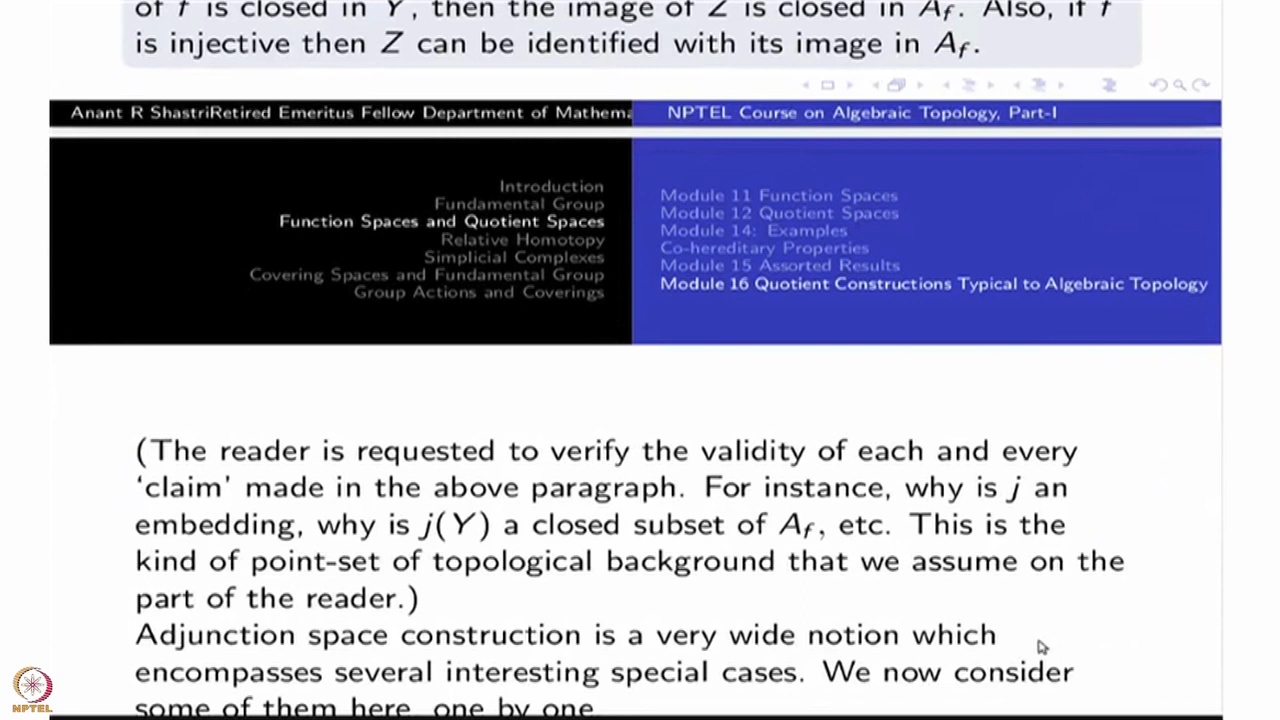 of f is closed in Y, then the image of Z is closed in A_f. Also, if f
is injective then Z can be identified with its image in A_f.
Anant R ShastriRetired Emeritus Fellow Department of Mathema
NPTEL Course on Algebraic Topology, Part-I
Introduction
Fundamental Group
Function Spaces and Quotient Spaces
Relative Homotopy
Simplicial Complexes
Covering Spaces and Fundamental Group
Group Actions and Coverings
Module 11 Function Spaces
Module 12 Quotient Spaces
Module 14: Examples
Co-hereditary Properties
Module 15 Assorted Results
Module 16 Quotient Constructions Typical to Algebraic Topology
(The reader is requested to verify the validity of each and every
‘claim’ made in the above paragraph. For instance, why is j an
embedding, why is j(Y) a closed subset of A_f, etc. This is the
kind of point-set of topological background that we assume on the
part of the reader.)
Adjunction space construction is a very wide notion which
encompasses several interesting special cases. We now consider
some of them here, one by one.
NPTEL